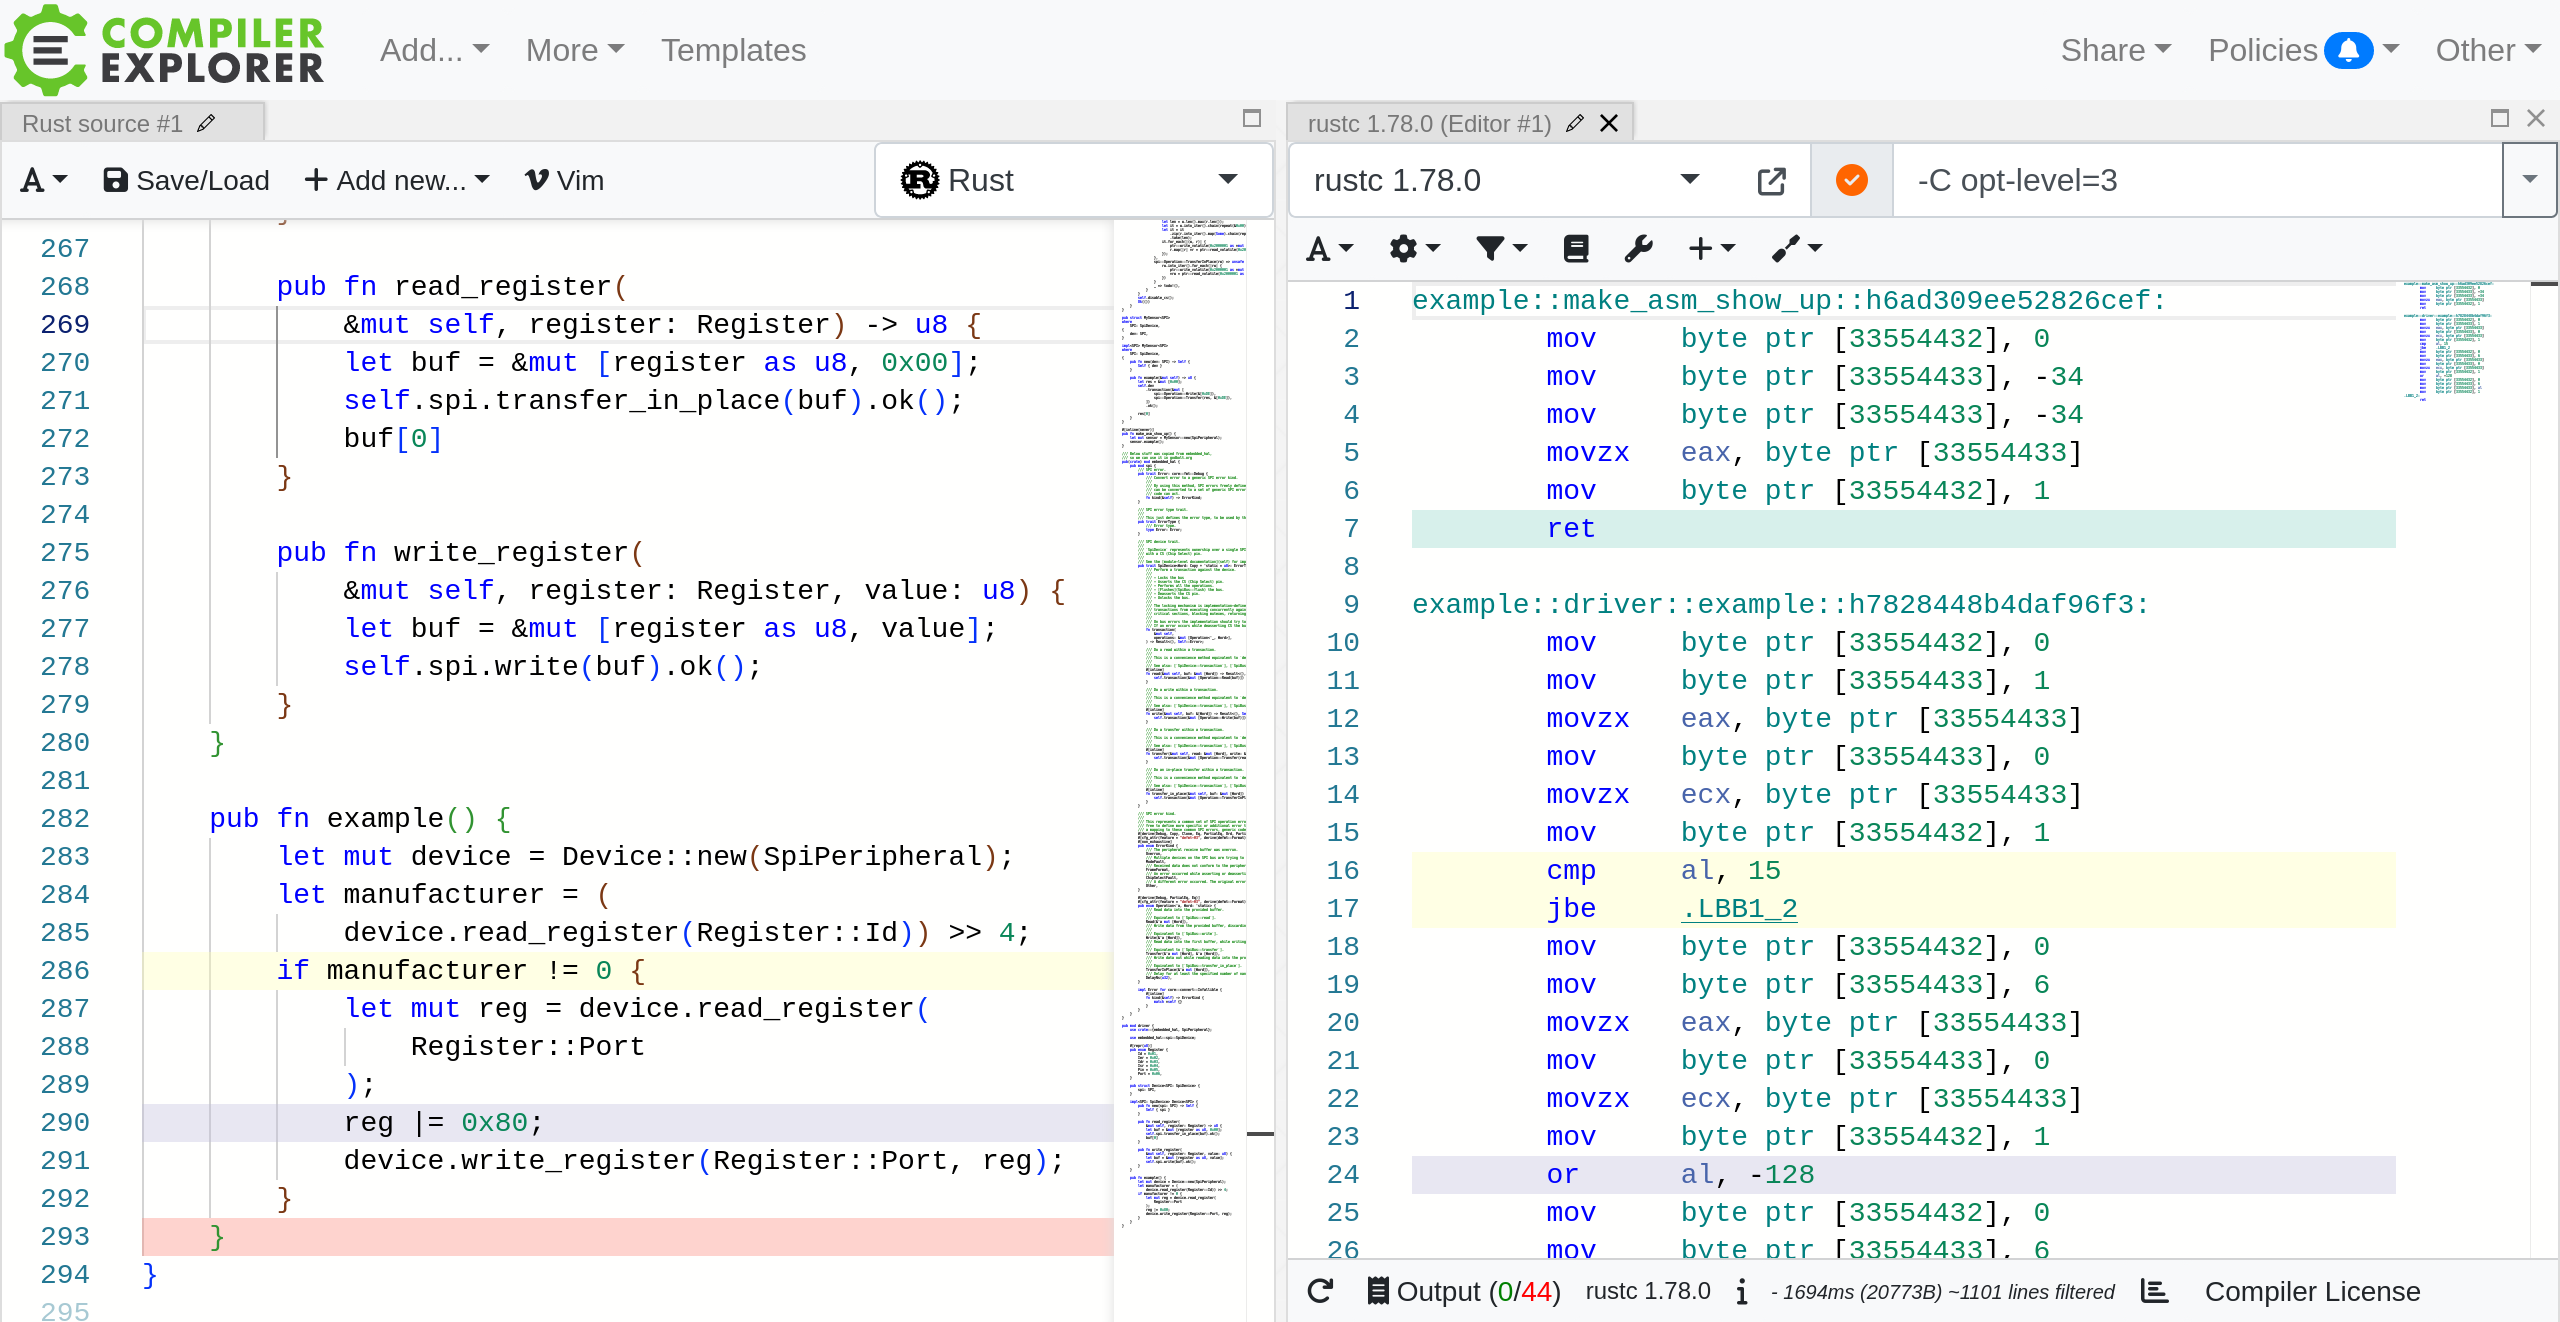 COMPILER
EXPLORER
Add...
More
Templates
Share
Policies
Other
Rust source #1
A
Save/Load
Add new...
Vim
Rust
267
268 pub fn read_register(
269 &mut self, register: Register) -> u8 {
270 let buf = &mut [register as u8, 0x00];
271 self.spi.transfer_in_place(buf).ok();
272 buf[0]
273 }
274
275 pub fn write_register(
276 &mut self, register: Register, value: u8) {
277 let buf = &mut [register as u8, value];
278 self.spi.write(buf).ok();
279 }
280 }
281
282 pub fn example() {
283 let mut device = Device::new(SpiPeripheral);
284 let manufacturer = (
285 device.read_register(Register::Id)) >> 4;
286 if manufacturer != 0 {
287 let mut reg = device.read_register(
288 Register::Port
289 );
290 reg |= 0x80;
291 device.write_register(Register::Port, reg);
292 }
293 }
294 }
295
rustc 1.78.0 (Editor #1)
rustc 1.78.0
-C opt-level=3
A
1 example::make_asm_show_up::h6ad309ee52826cef:
2 mov byte ptr [33554432], 0
3 mov byte ptr [33554433], -34
4 mov byte ptr [33554433], -34
5 movzx eax, byte ptr [33554433]
6 mov byte ptr [33554432], 1
7 ret
8
9 example::driver::example::h7828448b4daf96f3:
10 mov byte ptr [33554432], 0
11 mov byte ptr [33554433], 1
12 movzx eax, byte ptr [33554433]
13 mov byte ptr [33554433], 0
14 movzx ecx, byte ptr [33554433]
15 mov byte ptr [33554432], 1
16 cmp al, 15
17 jbe .LBB1_2
18 mov byte ptr [33554432], 0
19 mov byte ptr [33554433], 6
20 movzx eax, byte ptr [33554433]
21 mov byte ptr [33554433], 0
22 movzx ecx, byte ptr [33554433]
23 mov byte ptr [33554432], 1
24 or al, -128
25 mov byte ptr [33554432], 0
26 mov byte ptr [33554433], 6
Output (0/44)
rustc 1.78.0
- 1694ms (20773B) ~1101 lines filtered
Compiler License